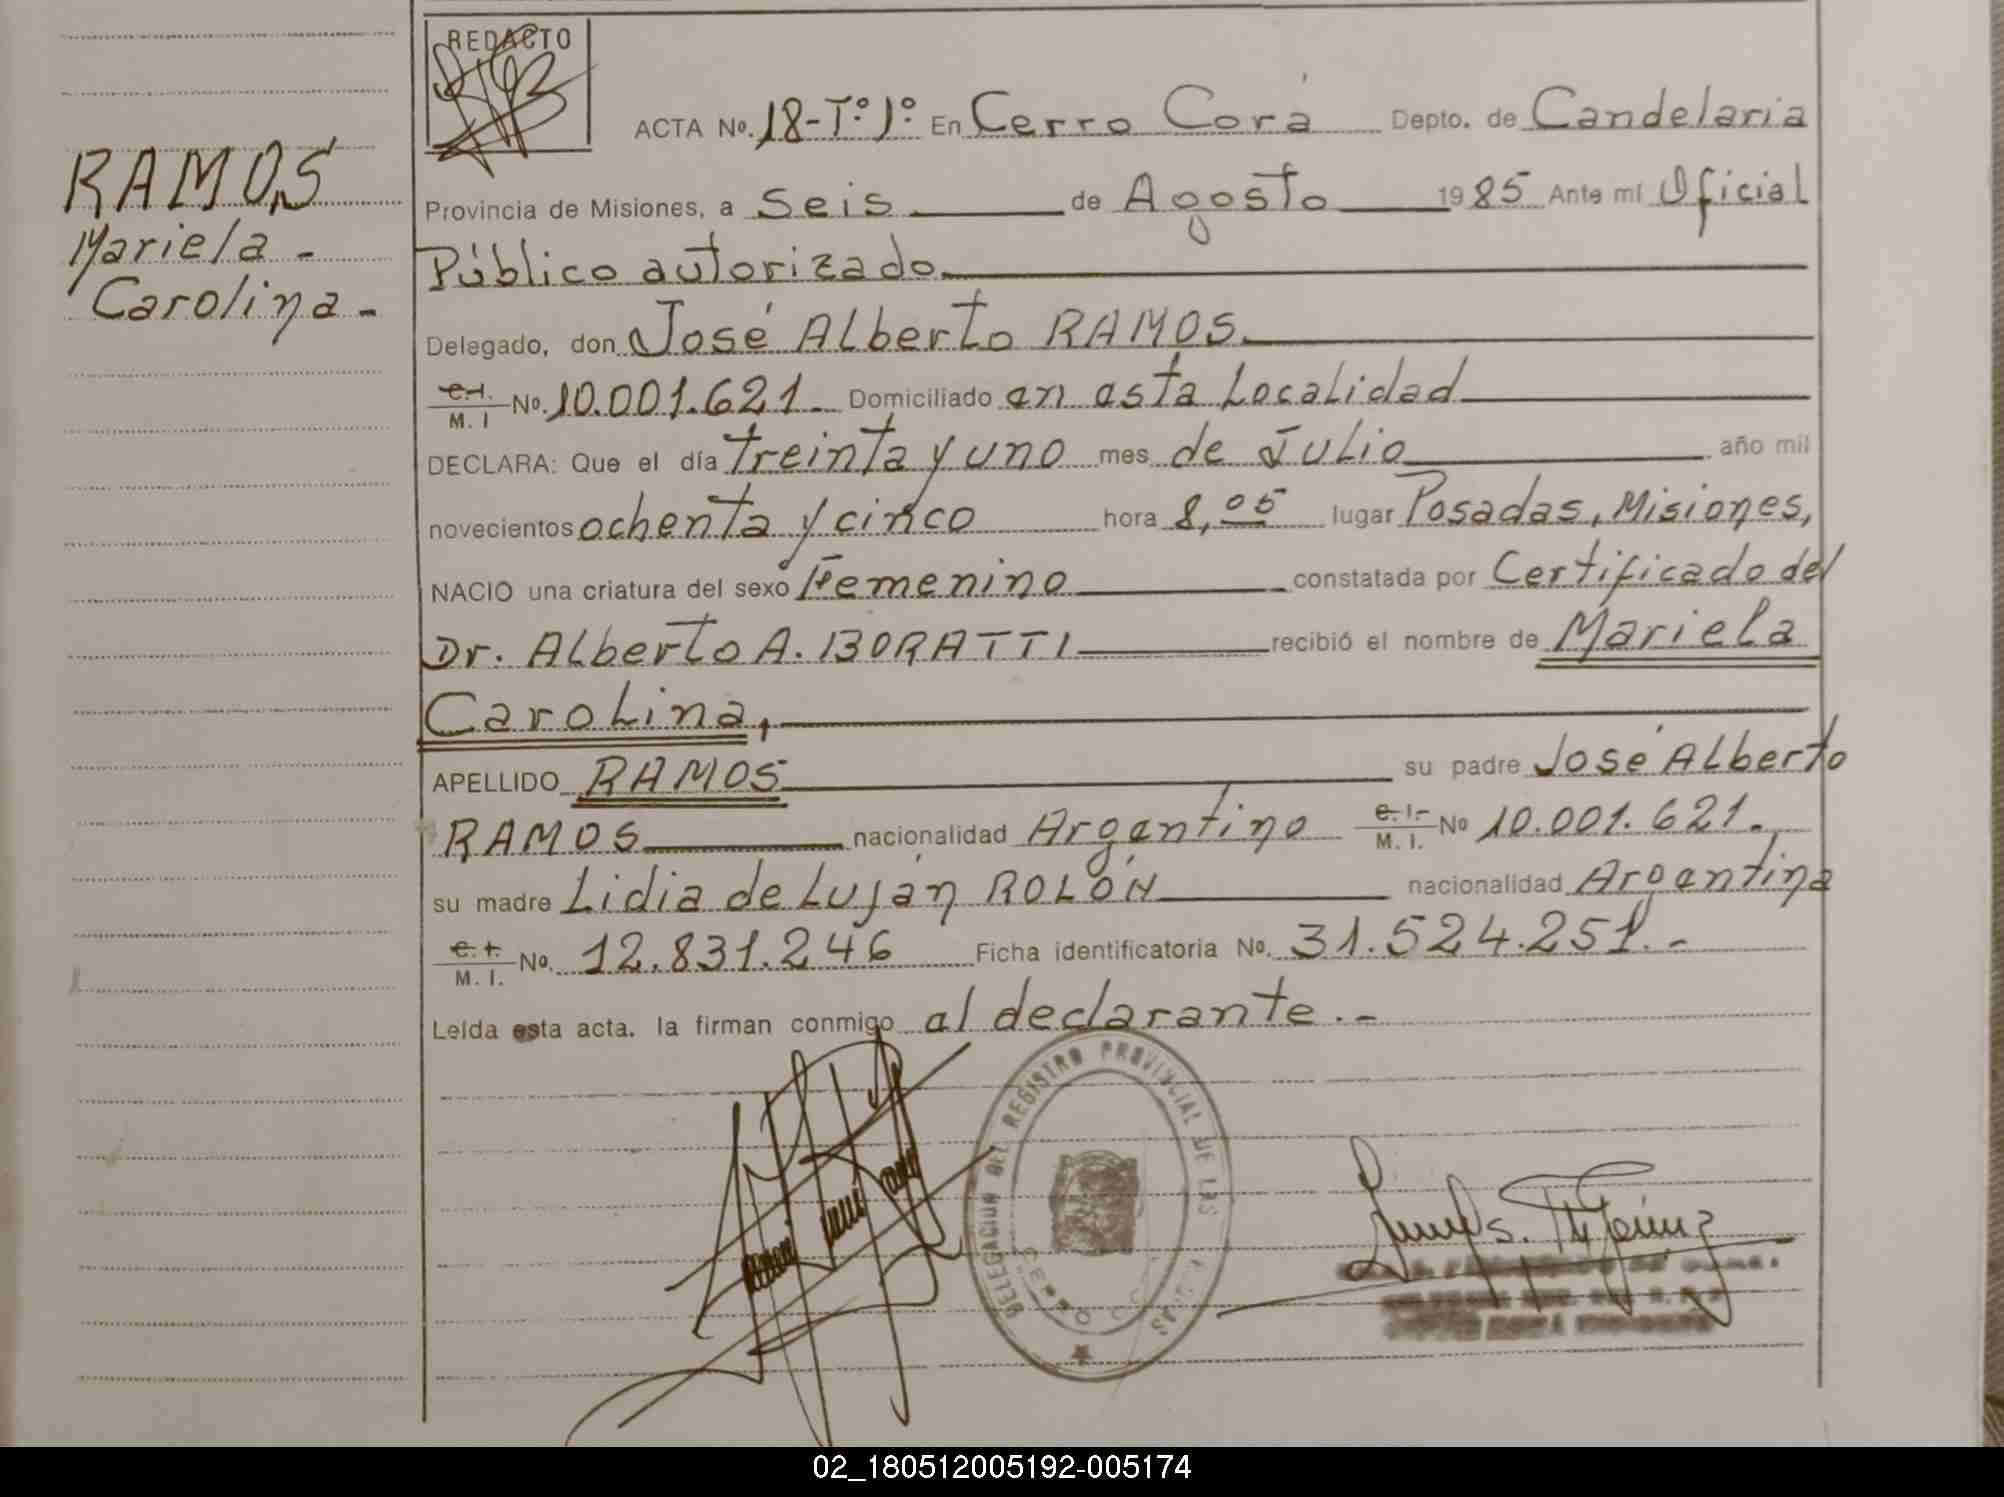 RAMOS
Mariela -
Carolina -
REDACTO
ACTA No. 18-T°.1° En Cerro Corá Depto. de Candelaria
Provincia de Misiones, a seis de Agosto 1985 Ante mí Oficial
Público autorizado
Delegado, don José Alberto RAMOS.
C.I. M. I No. 10.001.621 Domiciliado en esta Localidad
DECLARA: Que el día treinta y uno mes de Julio año mil
novecientos ochenta y cinco hora 8,05 lugar Posadas, Misiones,
NACIO una criatura del sexo Femenino constatada por Certificado del
Dr. Alberto A. BORATTI recibió el nombre de Mariela
Carolina,
APELLIDO RAMOS su padre José Alberto
RAMOS nacionalidad Argentino C.I. M. I. No 10.001.621.
su madre Lidia de Luján ROLÓN nacionalidad Argentina
C.I. M. I. No. 12.831.246 Ficha identificatoria No. 31.524.251.-
Leída esta acta. la firman conmigo el declarante.-
DELEGACION DEL REGISTRO PROVINCIAL DE LAS
CERRO CO
02_180512005192-005174